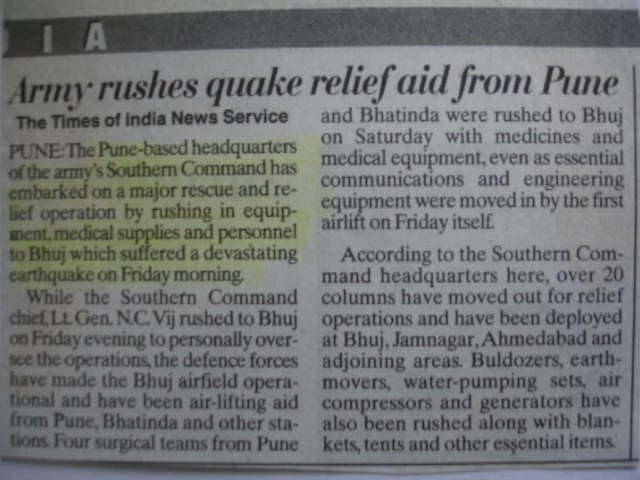 D I A
Army rushes quake relief aid from Pune
The Times of India News Service
PUNE: The Pune-based headquarters
of the army's Southern Command has
embarked on a major rescue and re-
lief operation by rushing in equip-
ment, medical supplies and personnel
to Bhuj which suffered a devastating
earthquake on Friday morning.
While the Southern Command
chief, Lt. Gen. N.C. Vij rushed to Bhuj
on Friday evening to personally over-
see the operations, the defence forces
have made the Bhuj airfield opera-
tional and have been air-lifting aid
from Pune, Bhatinda and other sta-
tions. Four surgical teams from Pune
and Bhatinda were rushed to Bhuj
on Saturday with medicines and
medical equipment, even as essential
communications and engineering
equipment were moved in by the first
airlift on Friday itself.
According to the Southern Com-
mand headquarters here, over 20
columns have moved out for relief
operations and have been deployed
at Bhuj, Jamnagar, Ahmedabad and
adjoining areas. Buldozers, earth-
movers, water-pumping sets, air
compressors and generators have
also been rushed along with blan-
kets, tents and other essential items.